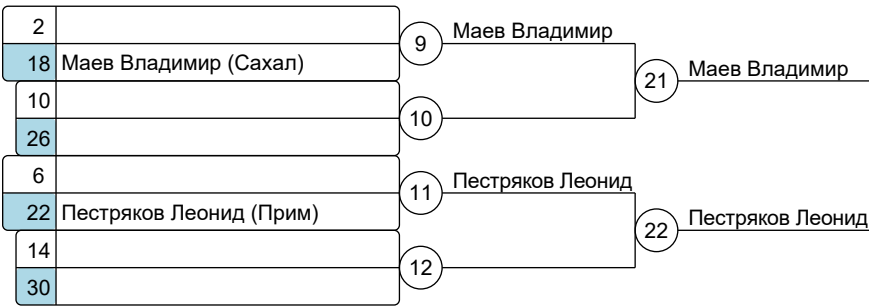 2
18 Маев Владимир (Сахал)
10
26
6
22 Пестряков Леонид (Прим)
14
30
9
10
11
12
Маев Владимир
Пестряков Леонид
21
22
Маев Владимир
Пестряков Леонид